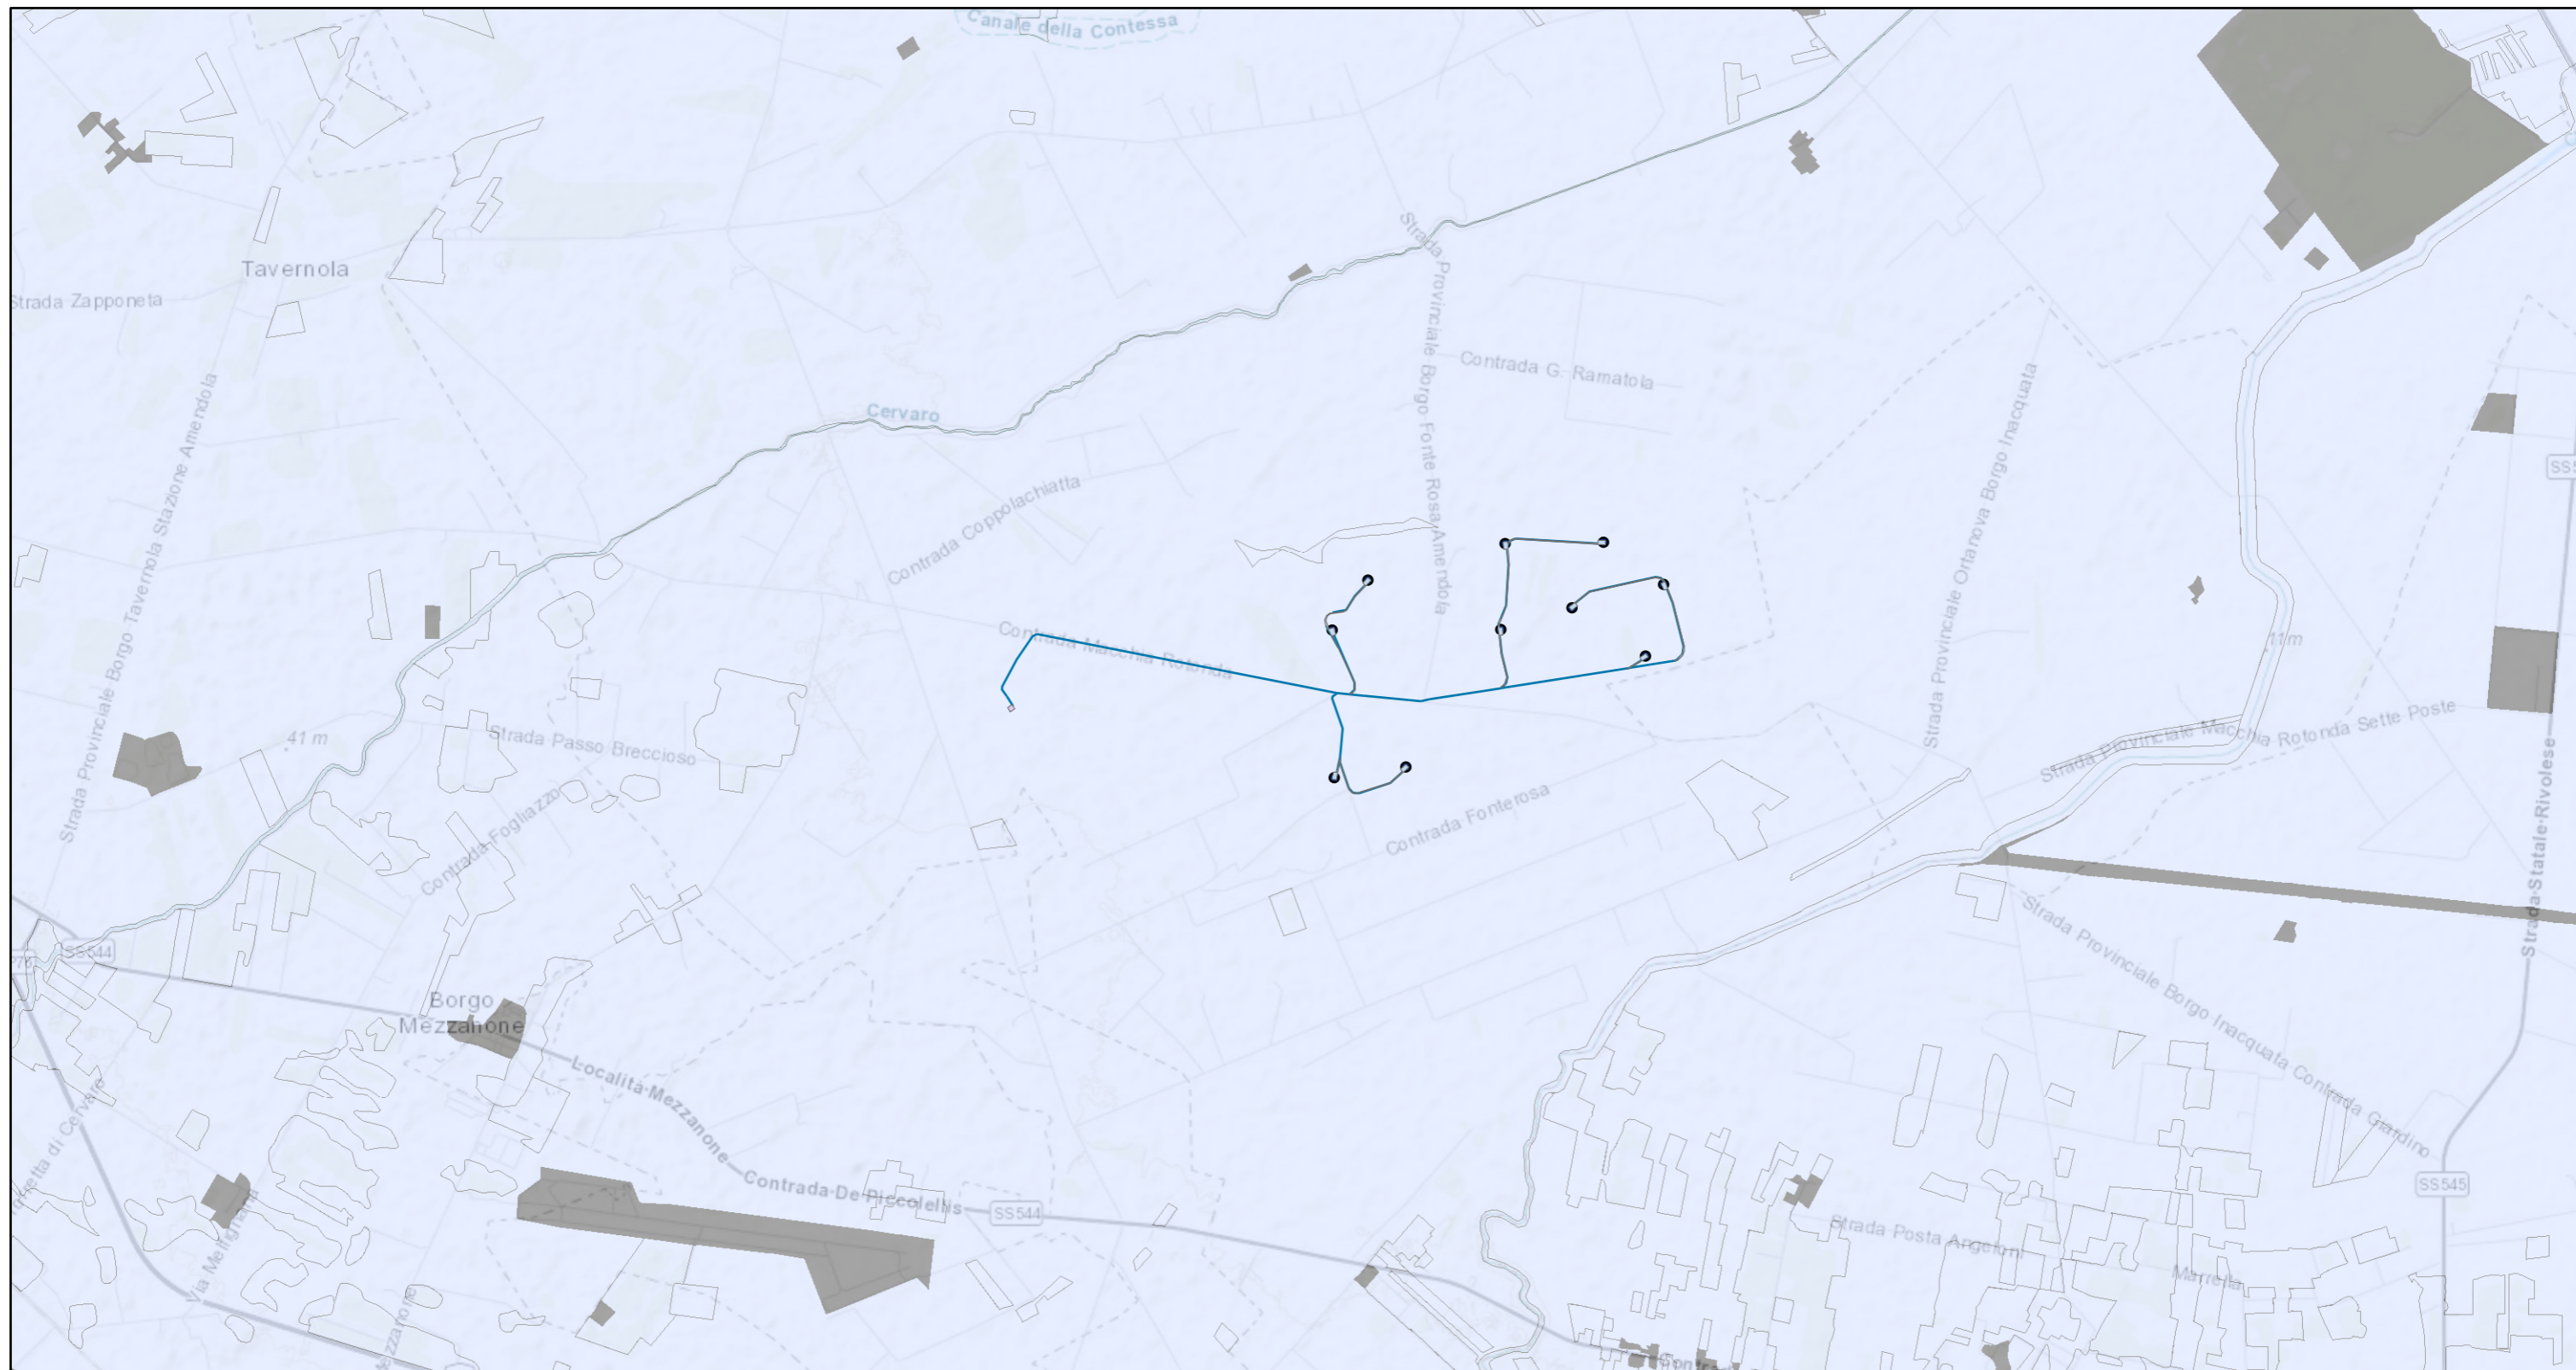 Canale della Contessa
Tavernola
Strada Zapponeta
Strada Provinciale Borgo Fonte Rosa Amendola
Contrada G. Ramatola
Cervaro
Strada Provinciale Borgo Tavernola Stazione Amendola
Strada Provinciale Ortanova Borgo Inacquata
Contrada Coppolachiatta
Contrada Macchia Rotonda
11 m
41 m
Strada Passo Breccioso
Strada Provinciale Macchia Rotonda Sette Poste
Strada Statale Rivolese
Contrada Fogliazzo
Contrada Fonterosa
SS544
Borgo
Mezzanone
Strada Provinciale Borgo Inacquata Contrada Giardino
Località Mezzanone
Contrada De Piccolellis
SS544
SS545
Strada Posta Angeloni